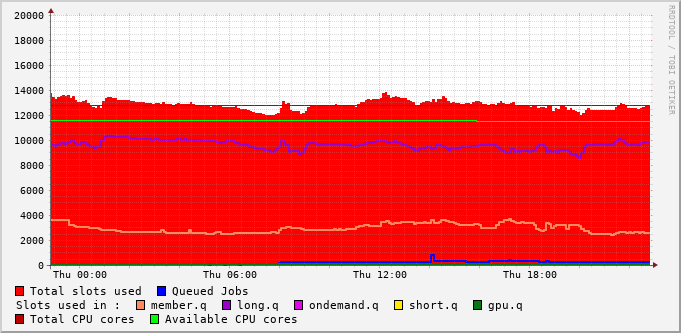 RRDTOOL / TOBI OETIKER
20000
18000
16000
14000
12000
10000
8000
6000
4000
2000
0
Thu 00:00 Thu 06:00 Thu 12:00 Thu 18:00
Total slots used Queued Jobs
Slots used in : member.q long.q ondemand.q short.q gpu.q
Total CPU cores Available CPU cores